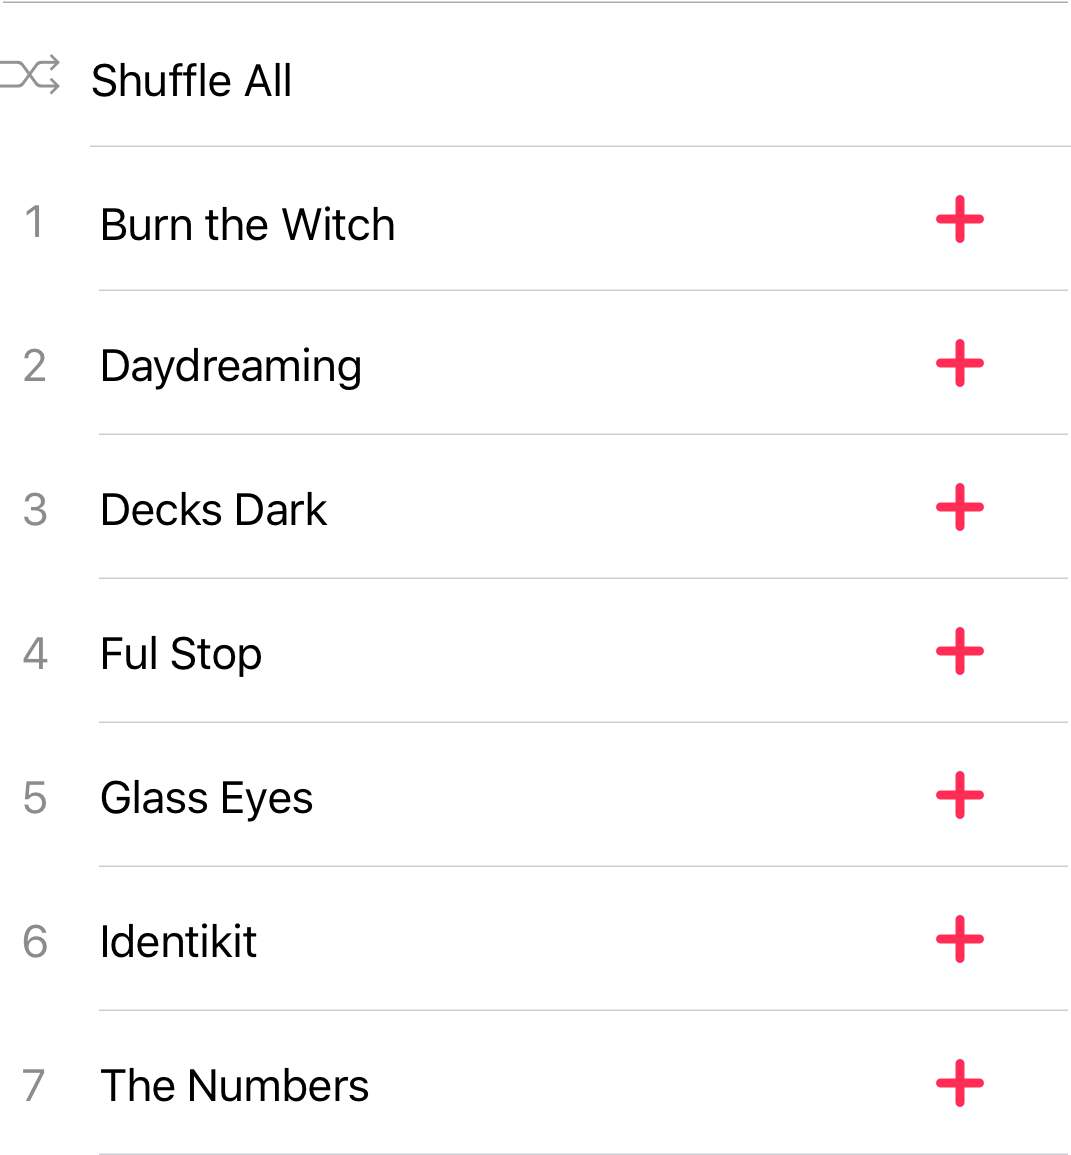 Shuffle All
1 Burn the Witch
2 Daydreaming
3 Decks Dark
4 Ful Stop
5 Glass Eyes
6 Identikit
7 The Numbers